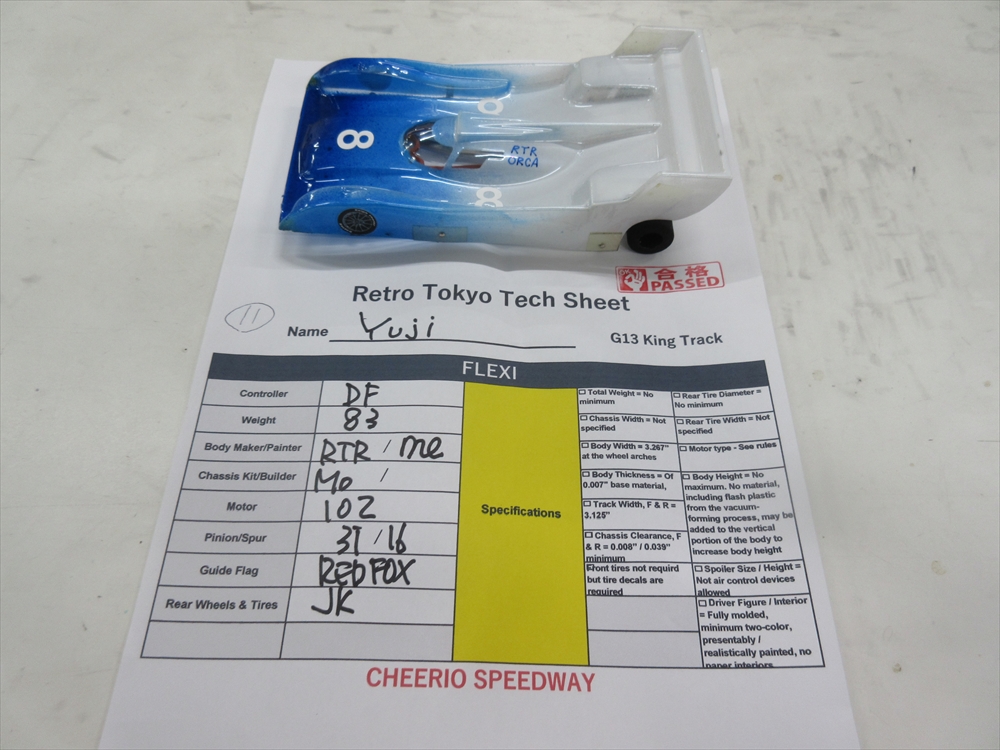 8
8
8
RTR
ORCA
合格
PASSED
Retro Tokyo Tech Sheet
11
Name Yuji
G13 King Track
FLEXI
Controller DF
Weight 83
Body Maker/Painter RTR / me
Chassis Kit/Builder Mo /
Motor 102
Pinion/Spur 37 / 16
Guide Flag RED FOX
Rear Wheels & Tires JK
Specifications
☐ Total Weight = No
minimum
☐ Chassis Width = Not
specified
☐ Body Width = 3.267"
at the wheel arches
☐ Body Thickness = Of
0.007" base material,
☐ Track Width, F & R =
3.125"
☐ Chassis Clearance, F
& R = 0.008" / 0.039"
minimum
Front tires not requird
but tire decals are
required
☐ Rear Tire Diameter =
No minimum
☐ Rear Tire Width = Not
specified
☐ Motor type - See rules
☐ Body Height = No
maximum. No material,
including flash plastic
from the vacuum-
forming process, may be
added to the vertical
portion of the body to
increase body height
☐ Spoiler Size / Height =
Not air control devices
allowed
☐ Driver Figure / Interior
= Fully molded,
minimum two-color,
presentably /
realistically painted, no
paper interiors
CHEERIO SPEEDWAY